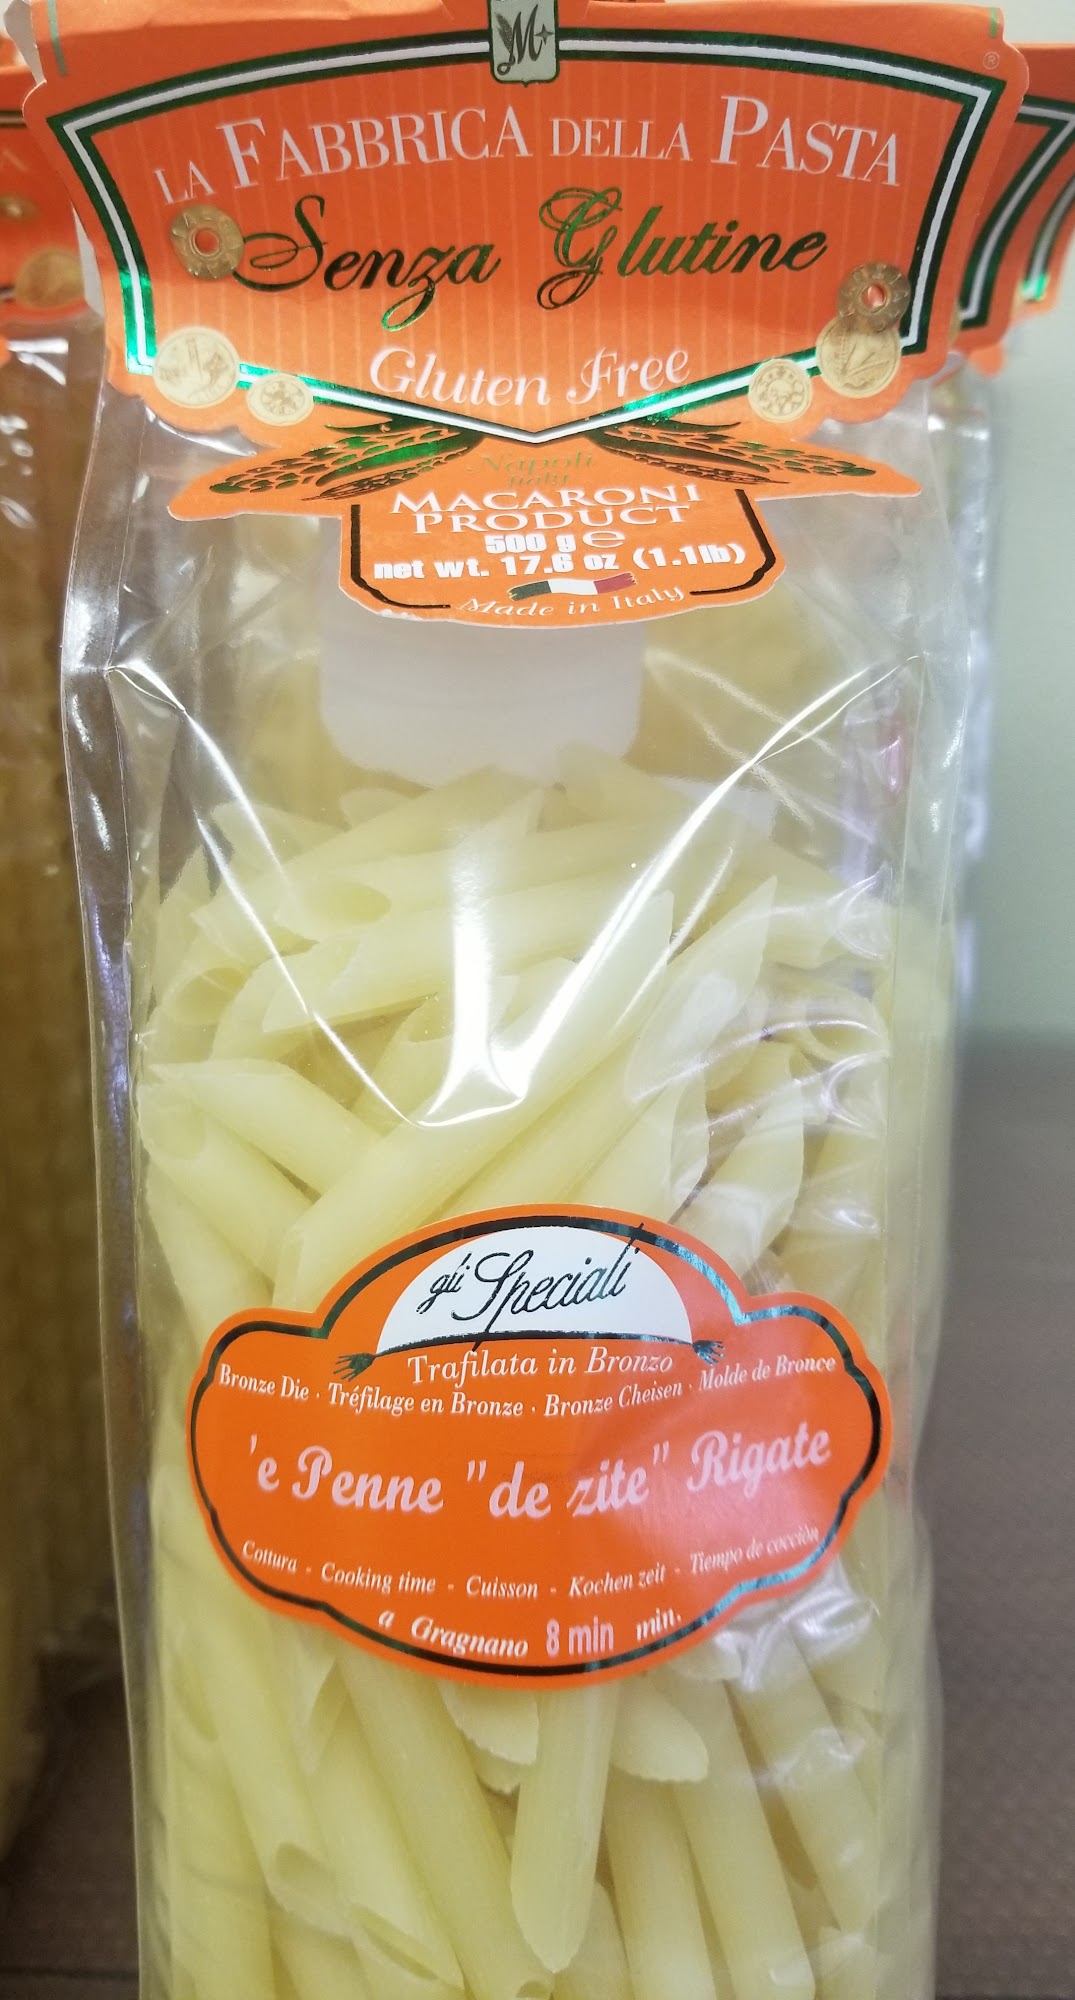 M
®
LA FABBRICA DELLA PASTA
Senza Glutine
Gluten Free
Napoli
Italy
MACARONI
PRODUCT
500 g e
net wt. 17.6 oz (1.1lb)
Made in Italy
gli Speciali
Trafilata in Bronzo
Bronze Die · Tréfilage en Bronze · Bronze Cheisen · Molde de Bronce
'e Penne "de zite" Rigate
Cottura - Cooking time - Cuisson - Kochen zeit - Tiempo de cocciòn
a Gragnano 8 min min.